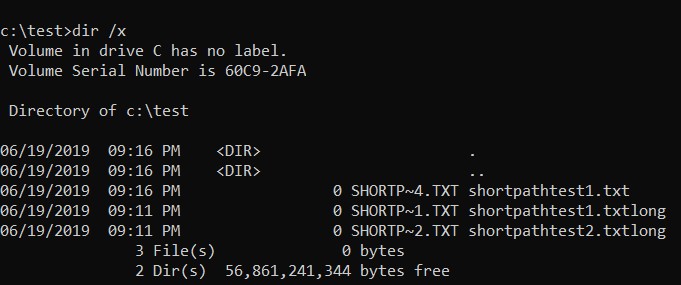 c:\test>dir /x
 Volume in drive C has no label.
 Volume Serial Number is 60C9-2AFA
 Directory of c:\test
06/19/2019  09:16 PM    <DIR>                       .
06/19/2019  09:16 PM    <DIR>                       ..
06/19/2019  09:16 PM                 0 SHORTP~4.TXT shortpathtest1.txt
06/19/2019  09:11 PM                 0 SHORTP~1.TXT shortpathtest1.txtlong
06/19/2019  09:11 PM                 0 SHORTP~2.TXT shortpathtest2.txtlong
               3 File(s)              0 bytes
               2 Dir(s)  56,861,241,344 bytes free